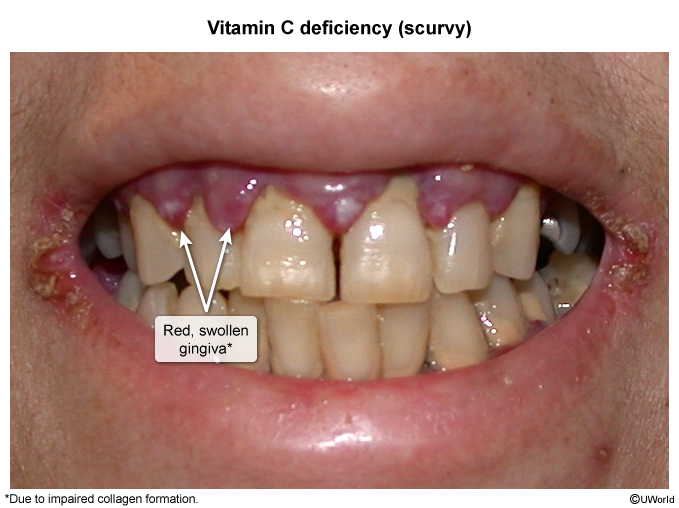 Vitamin C deficiency (scurvy)
Red, swollen
gingiva*
*Due to impaired collagen formation.
©UWorld